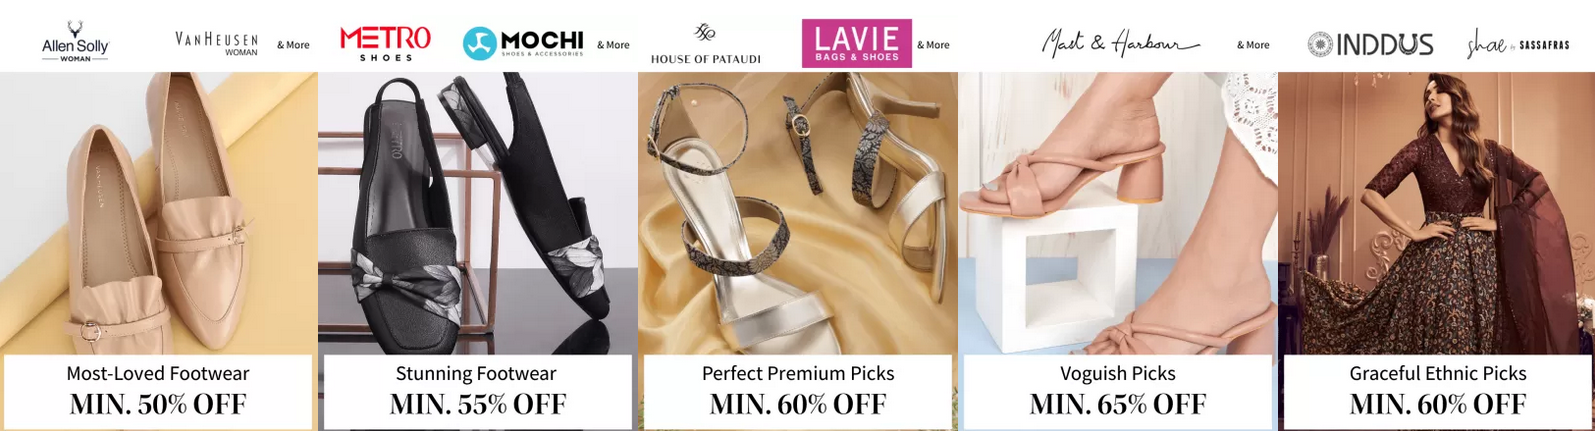 Allen Solly
WOMAN
VAN HEUSEN
WOMAN
& More
METRO
SHOES
MOCHI
SHOES & ACCESSORIES
& More
HOUSE OF PATAUDI
LAVIE
BAGS & SHOES
& More
Mast & Harbour
& More
INDDUS
shae by SASSAFRAS
METRO
Most-Loved Footwear
MIN. 50% OFF
Stunning Footwear
MIN. 55% OFF
Perfect Premium Picks
MIN. 60% OFF
Voguish Picks
MIN. 65% OFF
Graceful Ethnic Picks
MIN. 60% OFF